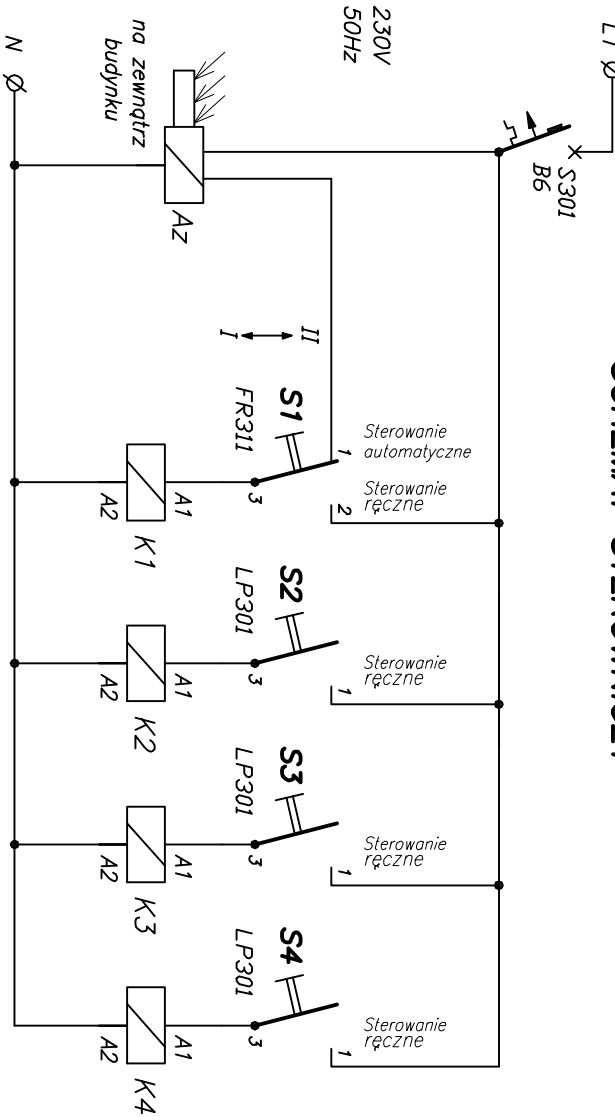 L1
S301
B6
230V
50Hz
na zewnątrz
budynku
Az
N
II
I
S1
FR311
1
Sterowanie
automatyczne
2
Sterowanie
ręczne
3
A1
A2
K1
S2
LP301
Sterowanie
ręczne
1
3
A1
A2
K2
S3
LP301
Sterowanie
ręczne
1
3
A1
A2
K3
S4
LP301
Sterowanie
ręczne
1
3
A1
A2
K4